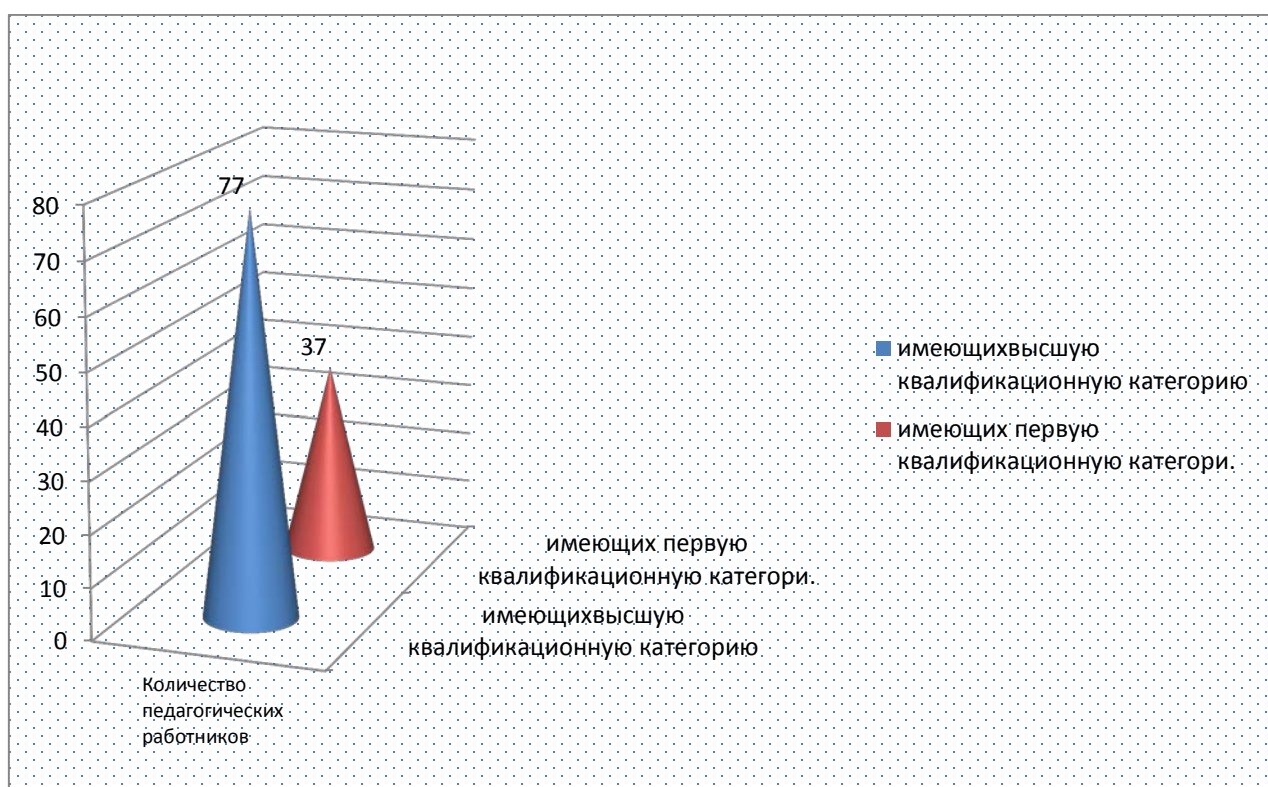 77
80
70
60
50
40
30
20
10
0
37
имеющихвысшую
квалификационную категорию
имеющих первую
квалификационную категори.
имеющих первую
квалификационную категори.
имеющихвысшую
квалификационную категорию
Количество
педагогических
работников